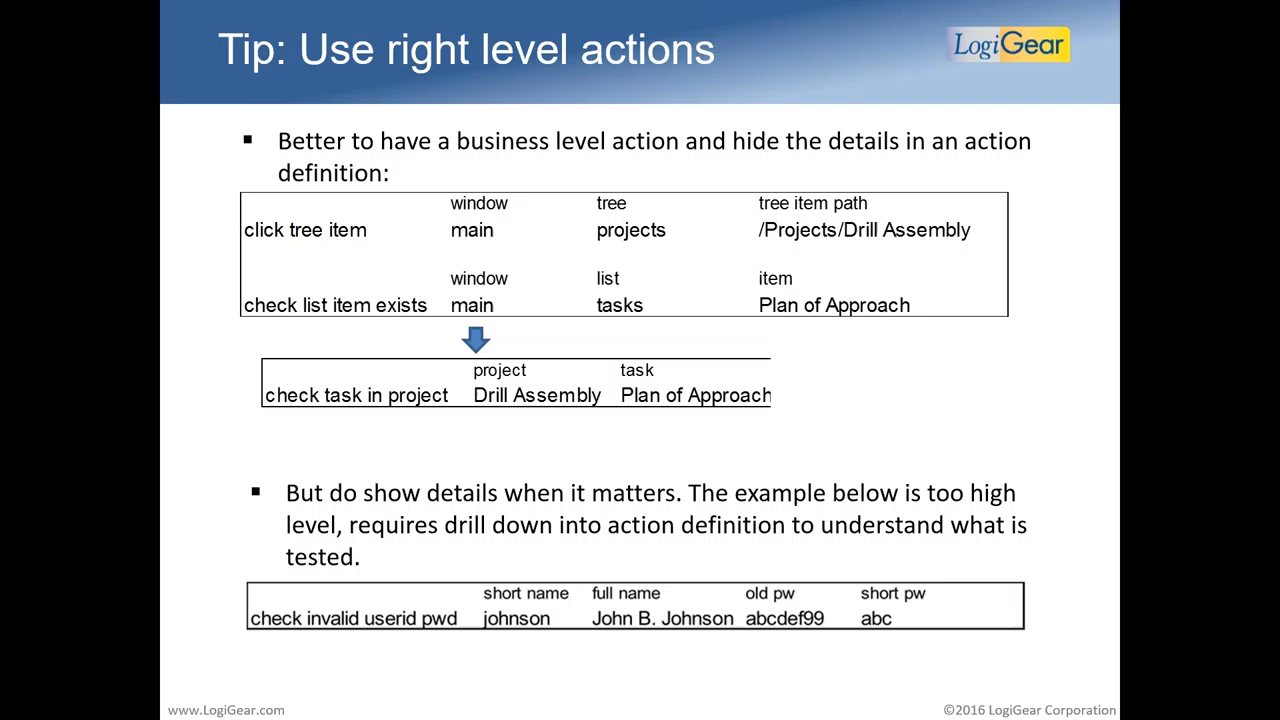 Tip: Use right level actions
LogiGear
▪ Better to have a business level action and hide the details in an action
definition:
window tree tree item path
click tree item main projects /Projects/Drill Assembly
window list item
check list item exists main tasks Plan of Approach
project task
check task in project Drill Assembly Plan of Approach
▪ But do show details when it matters. The example below is too high
level, requires drill down into action definition to understand what is
tested.
short name full name old pw short pw
check invalid userid pwd johnson John B. Johnson abcdef99 abc
www.LogiGear.com ©2016 LogiGear Corporation